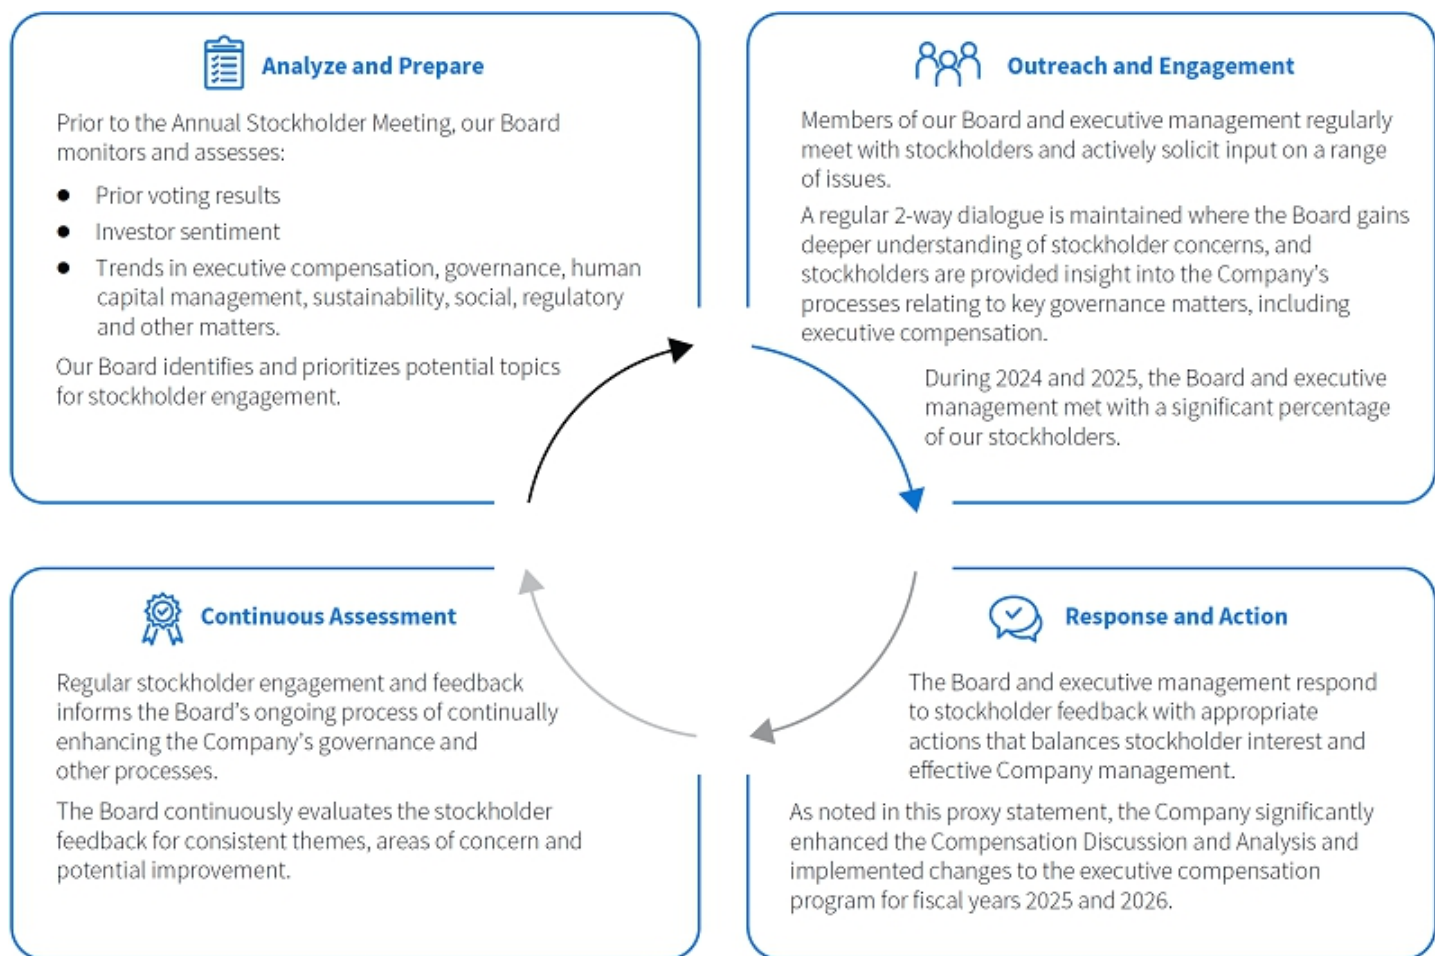 Analyze and Prepare
Prior to the Annual Stockholder Meeting, our Board
monitors and assesses:
● Prior voting results
● Investor sentiment
● Trends in executive compensation, governance, human
capital management, sustainability, social, regulatory
and other matters.
Our Board identifies and prioritizes potential topics
for stockholder engagement.
Outreach and Engagement
Members of our Board and executive management regularly
meet with stockholders and actively solicit input on a range
of issues.
A regular 2-way dialogue is maintained where the Board gains
deeper understanding of stockholder concerns, and
stockholders are provided insight into the Company's
processes relating to key governance matters, including
executive compensation.
During 2024 and 2025, the Board and executive
management met with a significant percentage
of our stockholders.
Continuous Assessment
Regular stockholder engagement and feedback
informs the Board's ongoing process of continually
enhancing the Company's governance and
other processes.
The Board continuously evaluates the stockholder
feedback for consistent themes, areas of concern and
potential improvement.
Response and Action
The Board and executive management respond
to stockholder feedback with appropriate
actions that balances stockholder interest and
effective Company management.
As noted in this proxy statement, the Company significantly
enhanced the Compensation Discussion and Analysis and
implemented changes to the executive compensation
program for fiscal years 2025 and 2026.